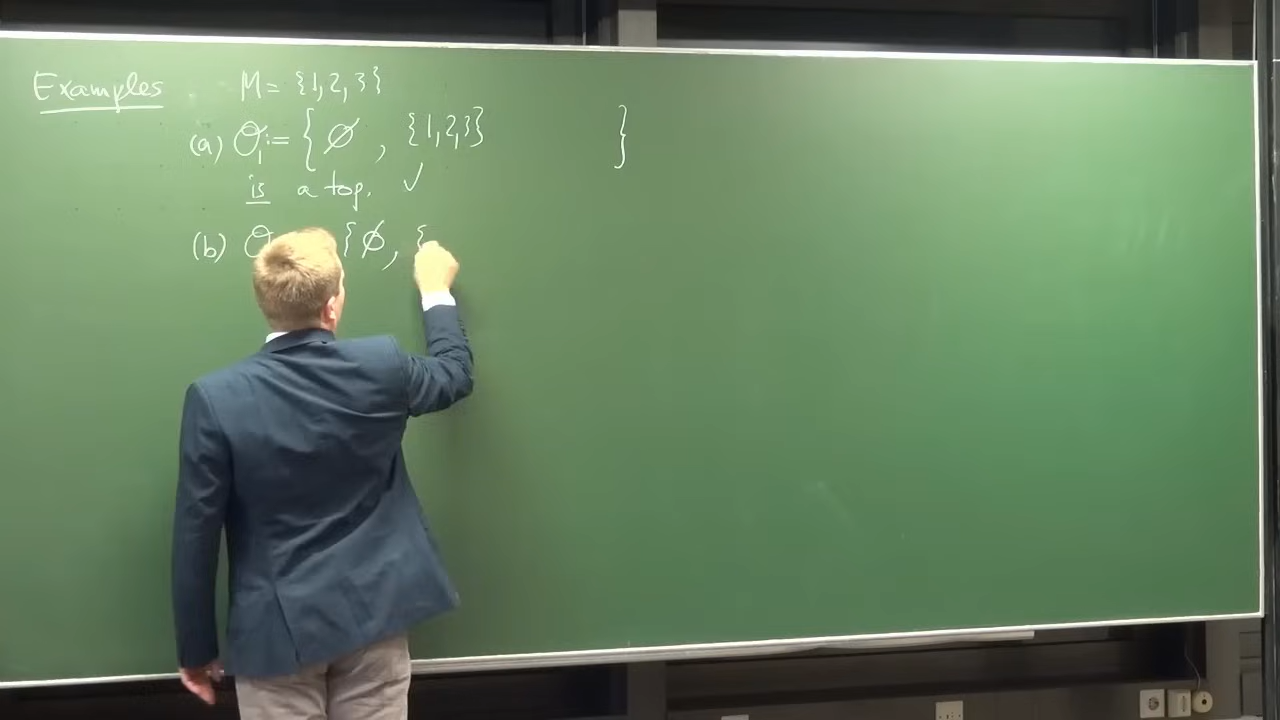 Examples M = {1,2,3}
(a) O₁ := { ∅ , {1,2,3} }
is a top. ✓
(b) O {∅, {